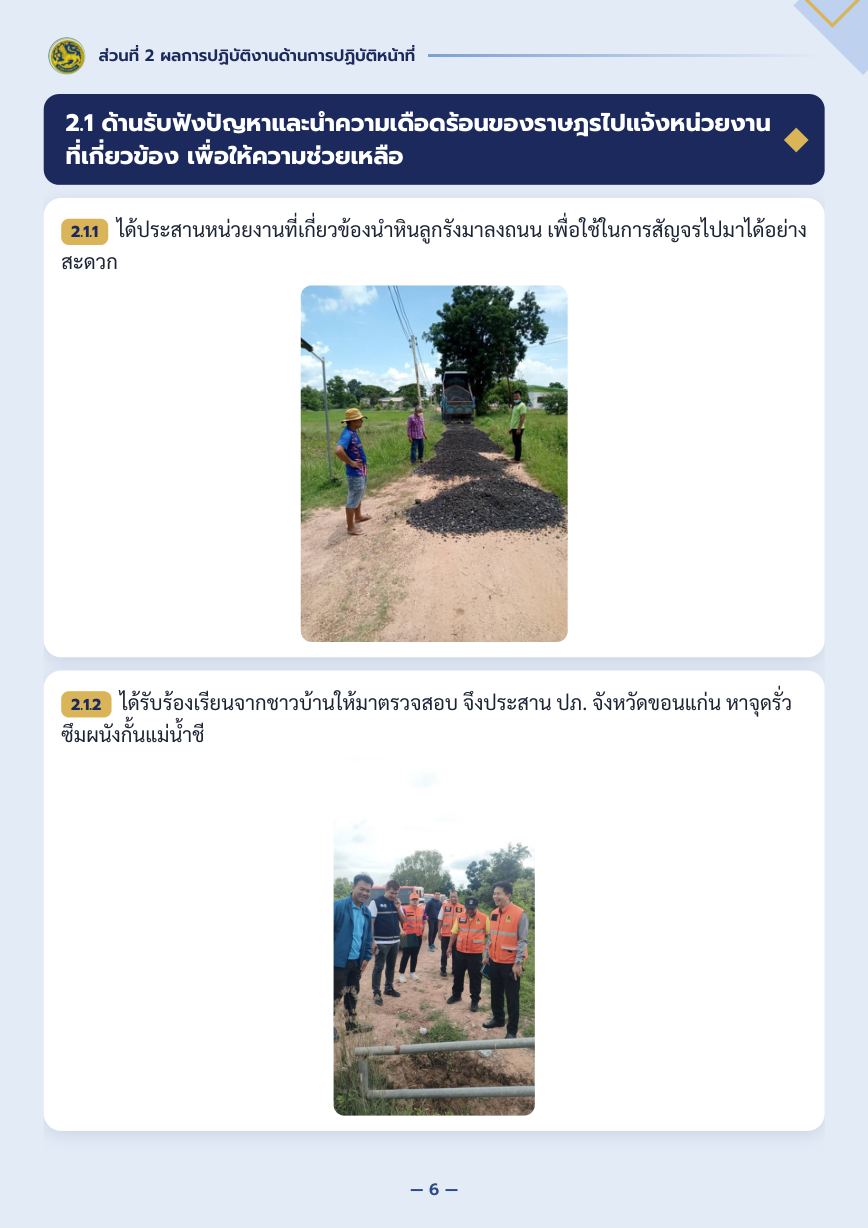 ส่วนที่ 2 ผลการปฏิบัติงานด้านการปฏิบัติหน้าที่
2.1 ด้านรับฟังปัญหาและนำความเดือดร้อนของราษฎรไปแจ้งหน่วยงาน
ที่เกี่ยวข้อง เพื่อให้ความช่วยเหลือ
2.1.1 ได้ประสานหน่วยงานที่เกี่ยวข้องนำหินลูกรังมาลงถนน เพื่อใช้ในการสัญจรไปมาได้อย่าง
สะดวก
2.1.2 ได้รับร้องเรียนจากชาวบ้านให้มาตรวจสอบ จึงประสาน ปภ. จังหวัดขอนแก่น หาจุดรั่ว
ซึมผนังกั้นแม่น้ำชี
— 6 —